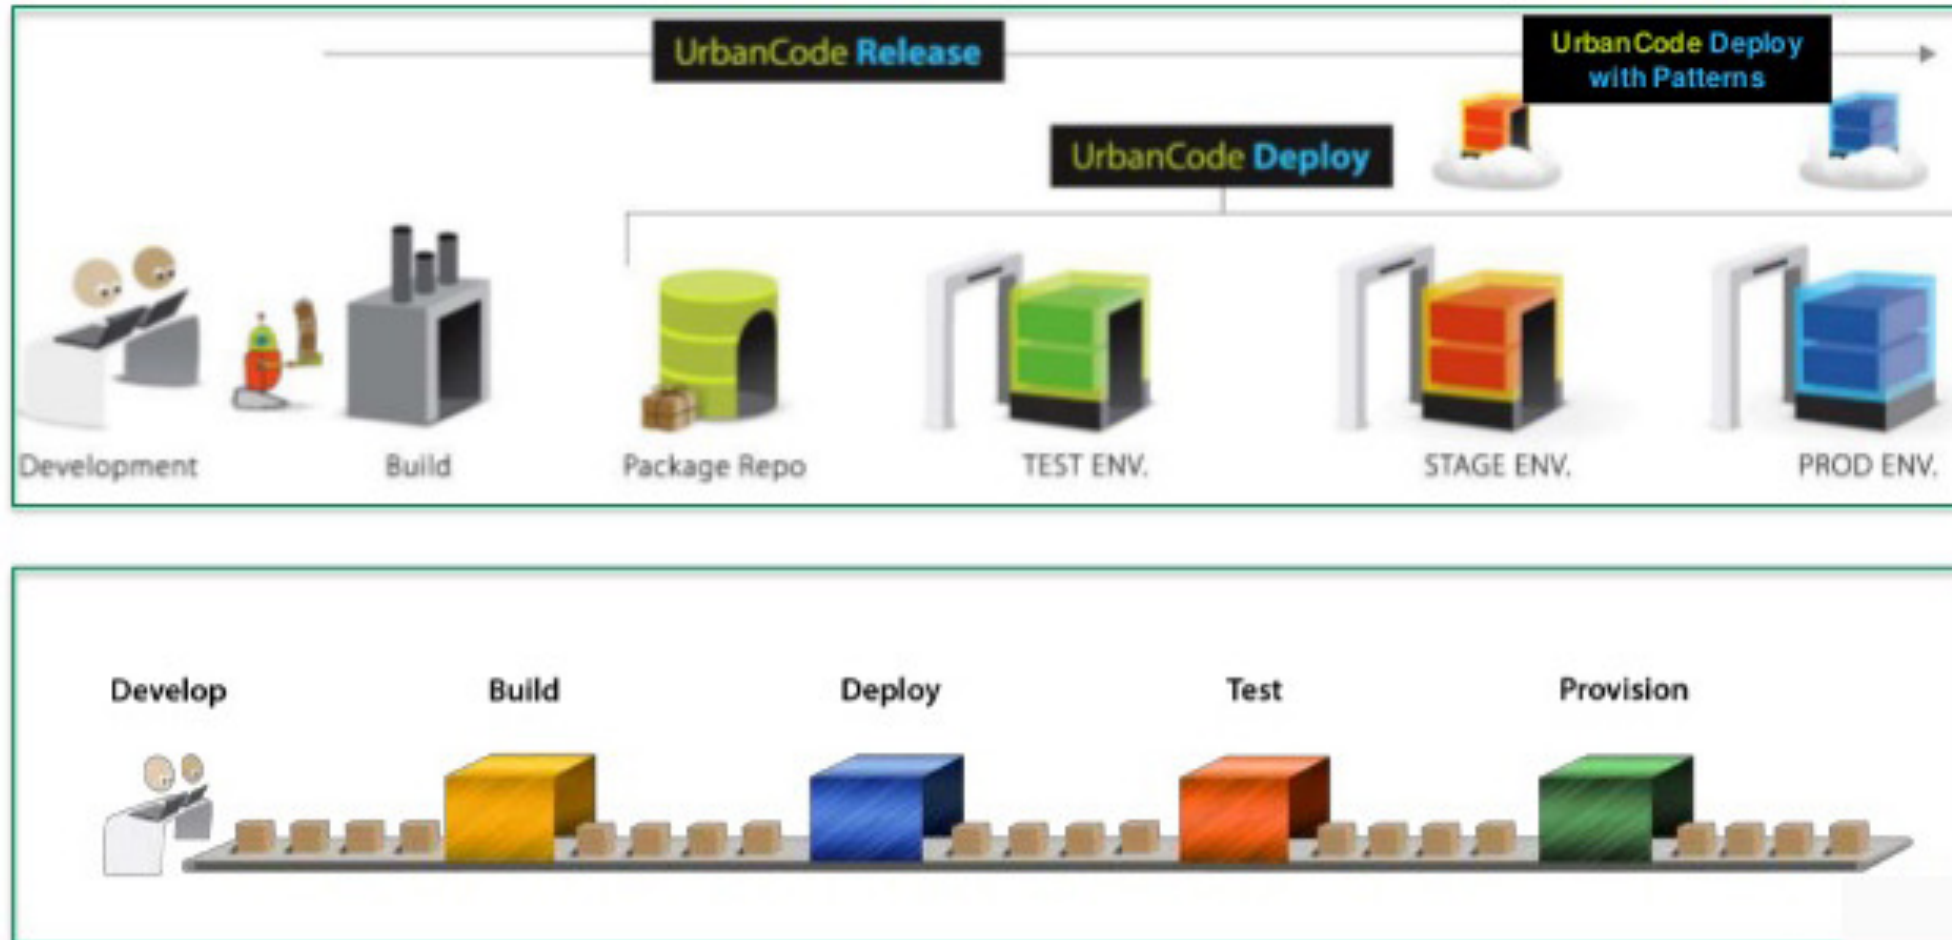 UrbanCode Release
UrbanCode Deploy
with Patterns
UrbanCode Deploy
Development
Build
Package Repo
TEST ENV.
STAGE ENV.
PROD ENV.
Develop
Build
Deploy
Test
Provision